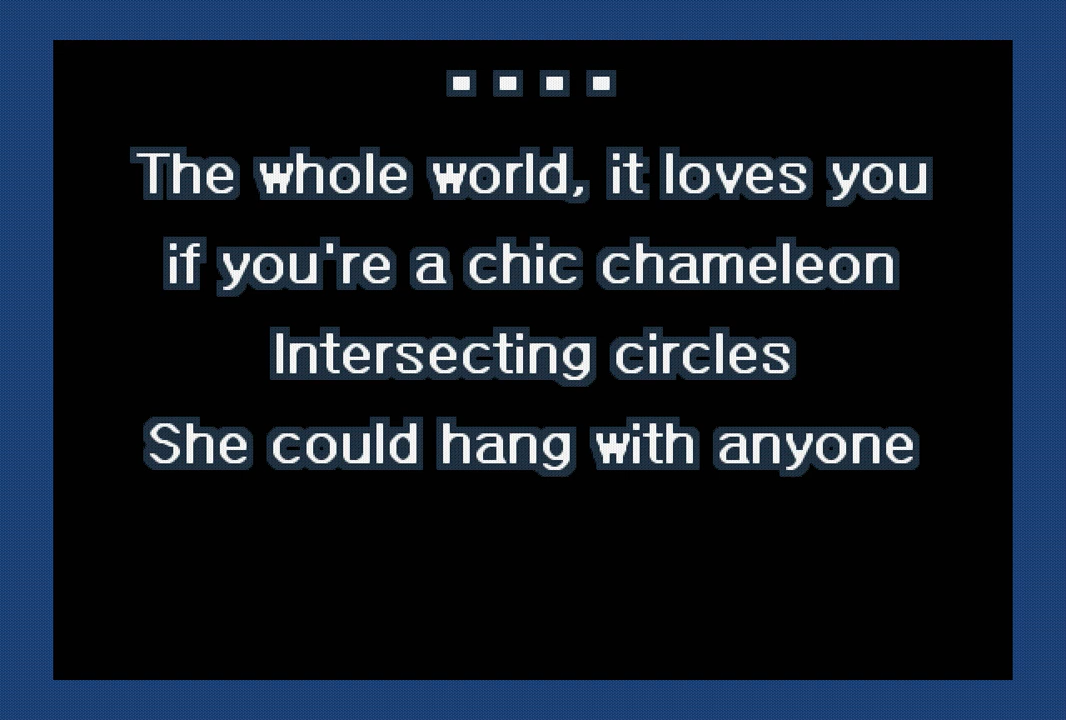 The whole world, it loves you
if you're a chic chameleon
Intersecting circles
She could hang with anyone